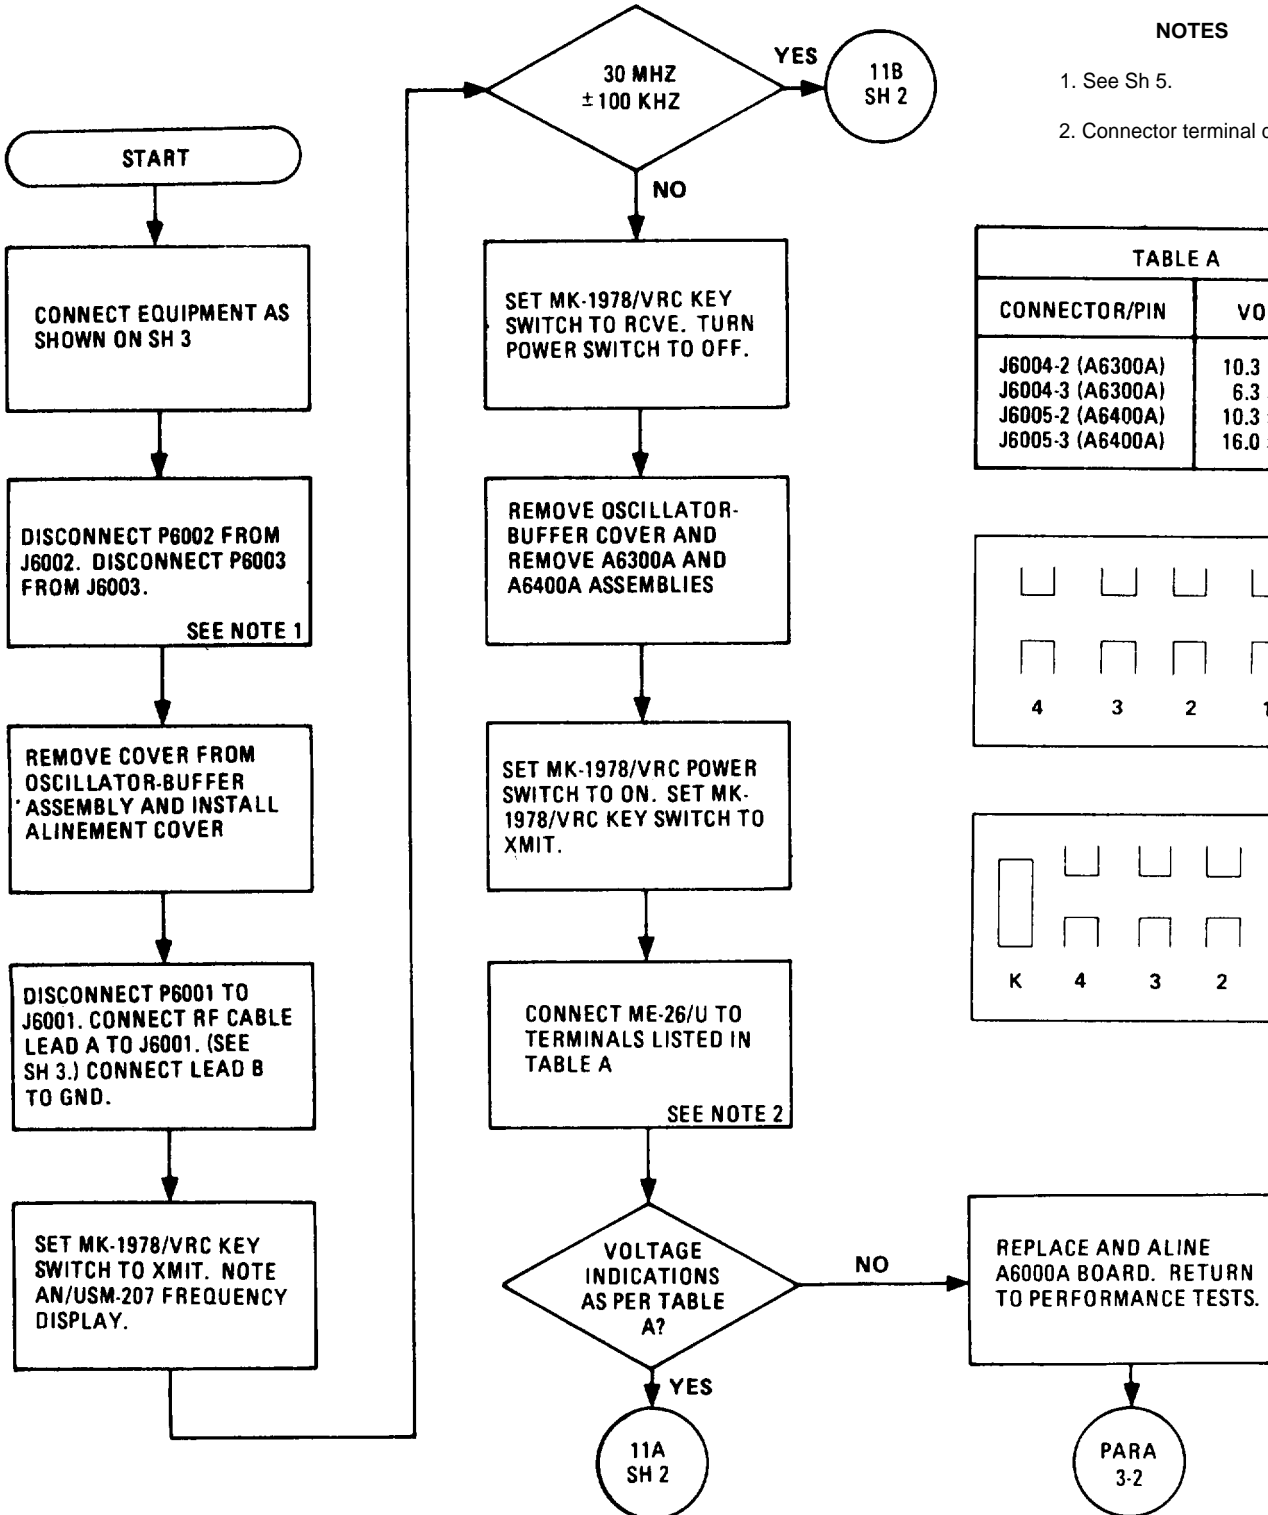 START
CONNECT EQUIPMENT AS
SHOWN ON SH 3
DISCONNECT P6002 FROM
J6002. DISCONNECT P6003
FROM J6003.
SEE NOTE 1
REMOVE COVER FROM
OSCILLATOR-BUFFER
ASSEMBLY AND INSTALL
ALINEMENT COVER
DISCONNECT P6001 TO
J6001. CONNECT RF CABLE
LEAD A TO J6001. (SEE
SH 3.) CONNECT LEAD B
TO GND.
SET MK-1978/VRC KEY
SWITCH TO XMIT. NOTE
AN/USM-207 FREQUENCY
DISPLAY.
30 MHZ
±100 KHZ
YES
11B
SH 2
NO
SET MK-1978/VRC KEY
SWITCH TO RCVE. TURN
POWER SWITCH TO OFF.
REMOVE OSCILLATOR-
BUFFER COVER AND
REMOVE A6300A AND
A6400A ASSEMBLIES
SET MK-1978/VRC POWER
SWITCH TO ON. SET MK-
1978/VRC KEY SWITCH TO
XMIT.
CONNECT ME-26/U TO
TERMINALS LISTED IN
TABLE A
SEE NOTE 2
VOLTAGE
INDICATIONS
AS PER TABLE
A?
NO
YES
11A
SH 2
REPLACE AND ALINE
A6000A BOARD. RETURN
TO PERFORMANCE TESTS.
PARA
3-2
NOTES
1. See Sh 5.
2. Connector terminal
TABLE A
CONNECTOR/PIN VO
J6004-2 (A6300A) 10.3
J6004-3 (A6300A) 6.3
J6005-2 (A6400A) 10.3
J6005-3 (A6400A) 16.0
4 3 2
K 4 3 2